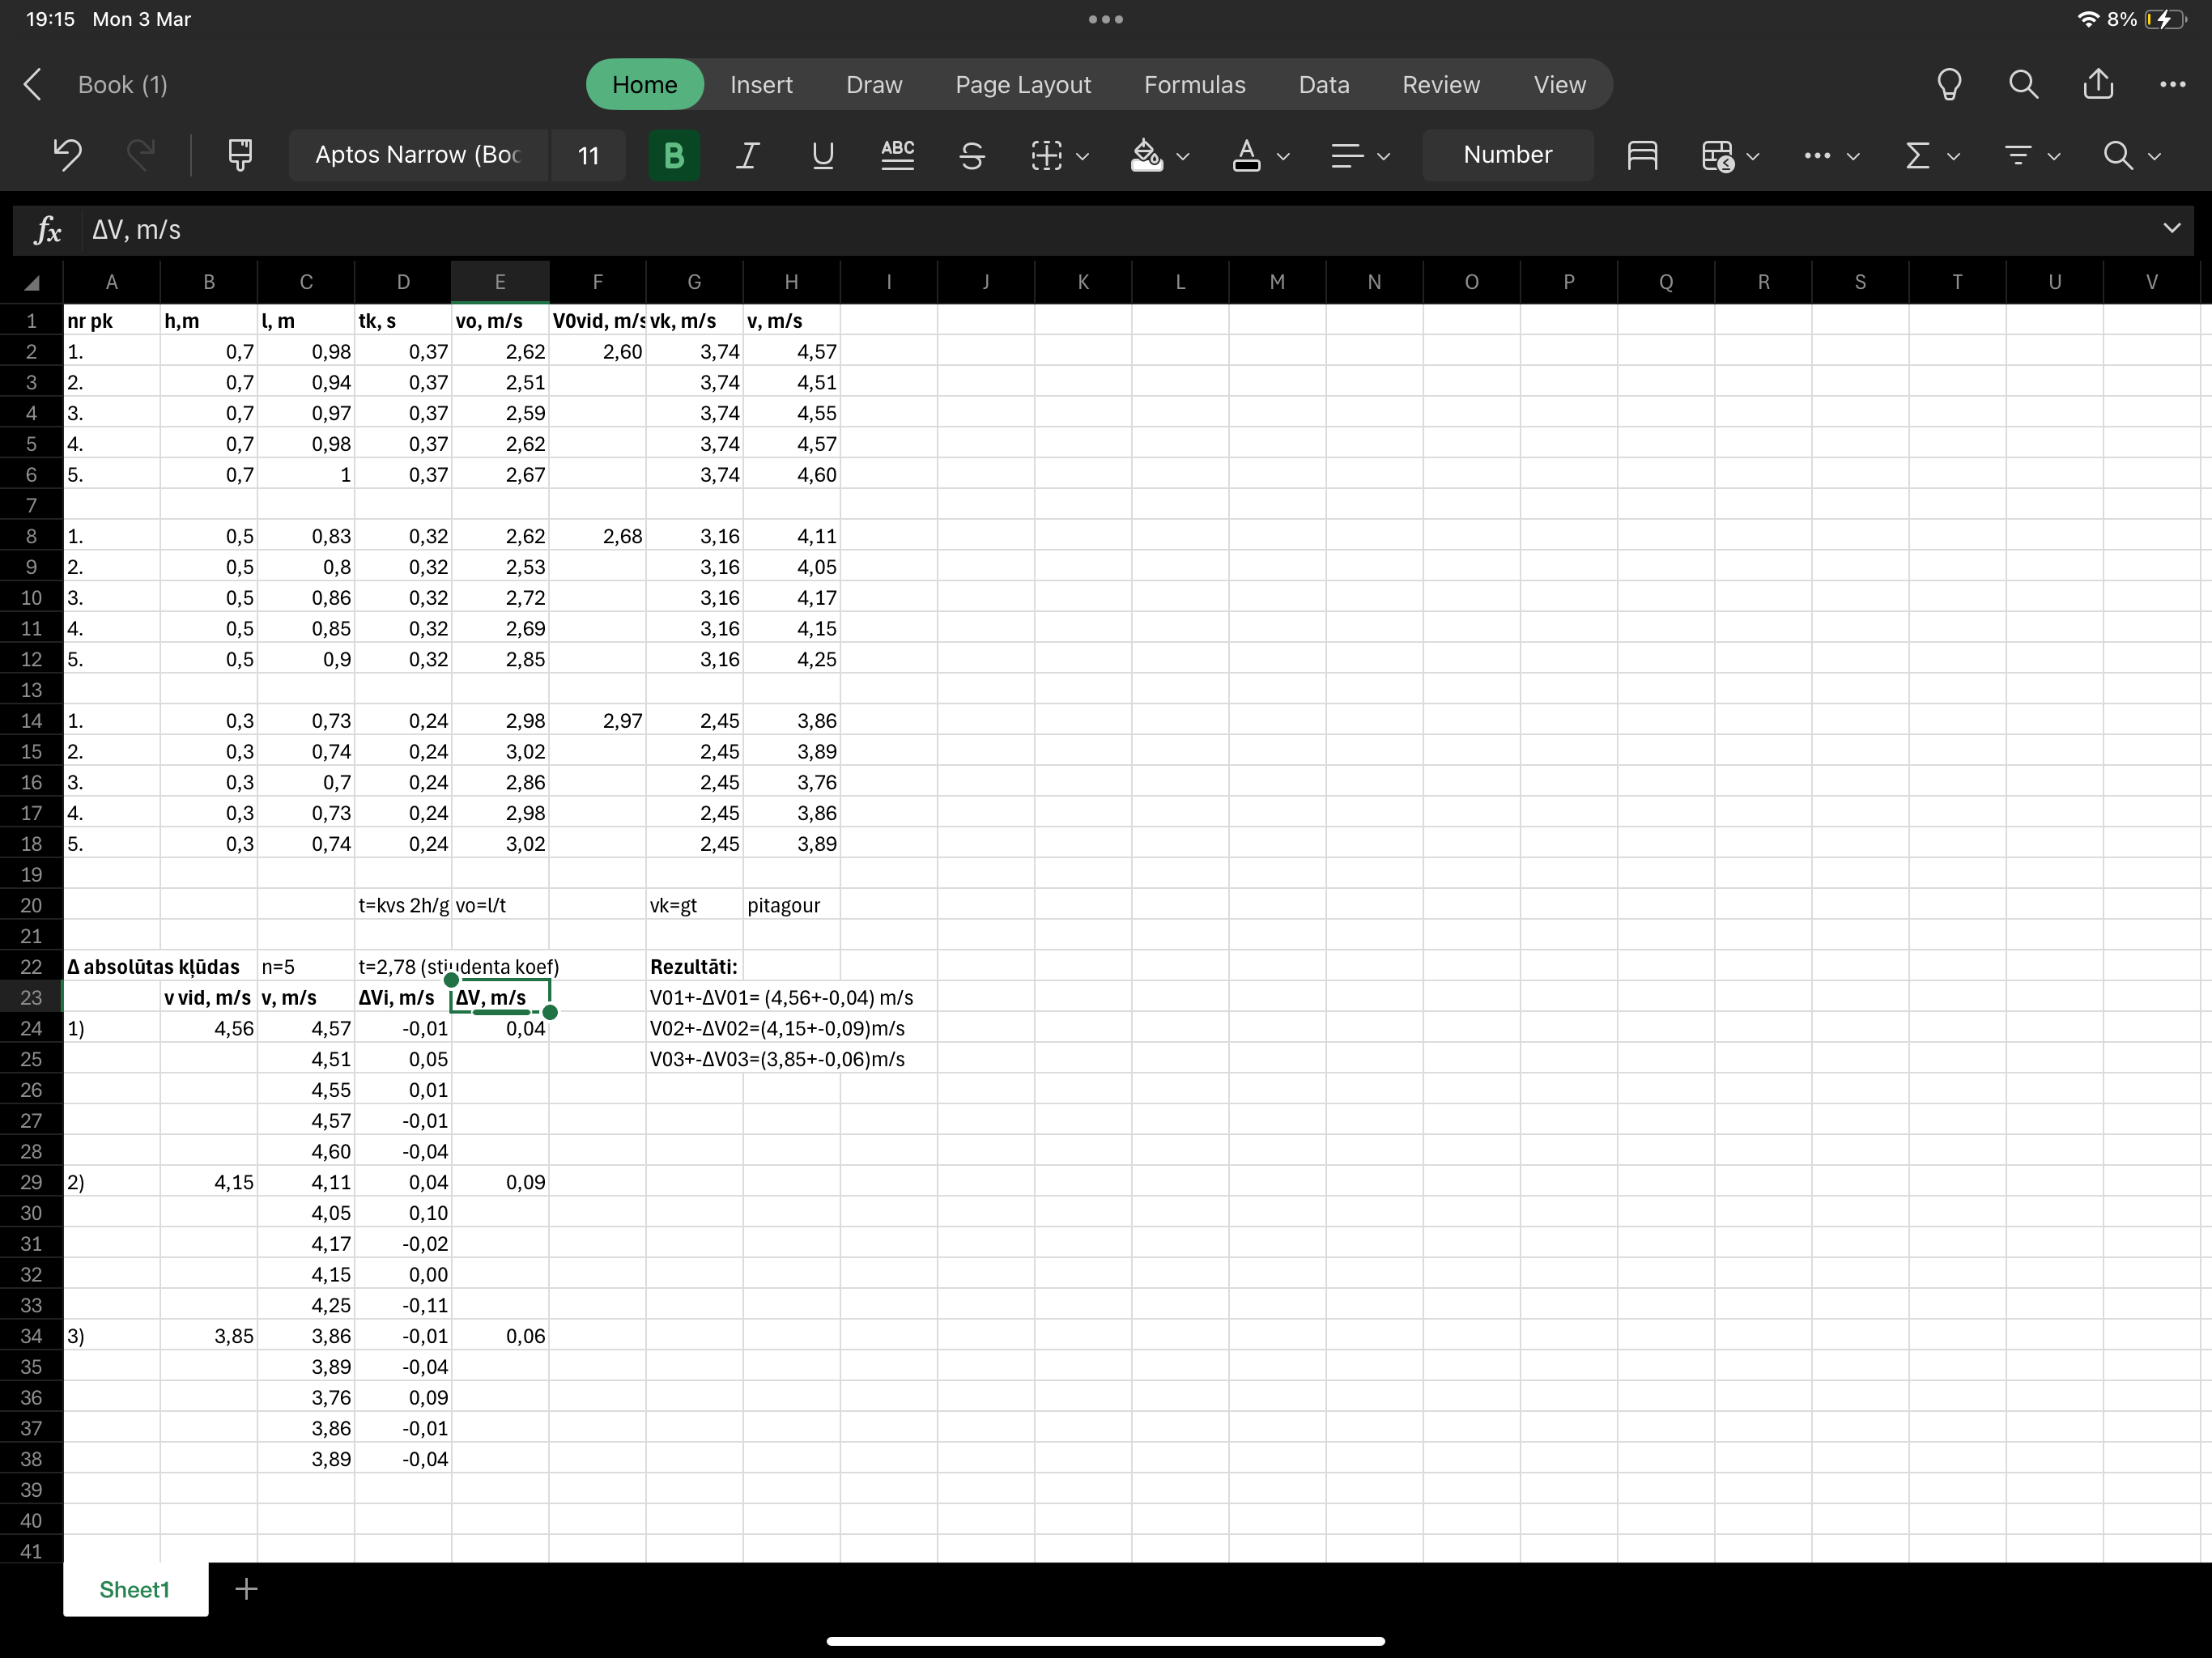 19:15 Mon 3 Mar
8%
Book (1)
Home Insert Draw Page Layout Formulas Data Review View
Aptos Narrow (Boc 11 B I U ABC S A Number
fx ΔV, m/s
A B C D E F G H I J K L M N O P Q R S T U V
1 nr pk h,m l, m tk, s vo, m/s V0vid, m/s vk, m/s v, m/s
2 1. 0,7 0,98 0,37 2,62 2,60 3,74 4,57
3 2. 0,7 0,94 0,37 2,51 3,74 4,51
4 3. 0,7 0,97 0,37 2,59 3,74 4,55
5 4. 0,7 0,98 0,37 2,62 3,74 4,57
6 5. 0,7 1 0,37 2,67 3,74 4,60
7
8 1. 0,5 0,83 0,32 2,62 2,68 3,16 4,11
9 2. 0,5 0,8 0,32 2,53 3,16 4,05
10 3. 0,5 0,86 0,32 2,72 3,16 4,17
11 4. 0,5 0,85 0,32 2,69 3,16 4,15
12 5. 0,5 0,9 0,32 2,85 3,16 4,25
13
14 1. 0,3 0,73 0,24 2,98 2,97 2,45 3,86
15 2. 0,3 0,74 0,24 3,02 2,45 3,89
16 3. 0,3 0,7 0,24 2,86 2,45 3,76
17 4. 0,3 0,73 0,24 2,98 2,45 3,86
18 5. 0,3 0,74 0,24 3,02 2,45 3,89
19
20 t=kvs 2h/g vo=l/t vk=gt pitagour
21
22 Δ absolūtas kļūdas n=5 t=2,78 (stjudenta koef) Rezultāti:
23 v vid, m/s v, m/s ΔVi, m/s ΔV, m/s V01+-ΔV01= (4,56+-0,04) m/s
24 1) 4,56 4,57 -0,01 0,04 V02+-ΔV02=(4,15+-0,09)m/s
25 4,51 0,05 V03+-ΔV03=(3,85+-0,06)m/s
26 4,55 0,01
27 4,57 -0,01
28 4,60 -0,04
29 2) 4,15 4,11 0,04 0,09
30 4,05 0,10
31 4,17 -0,02
32 4,15 0,00
33 4,25 -0,11
34 3) 3,85 3,86 -0,01 0,06
35 3,89 -0,04
36 3,76 0,09
37 3,86 -0,01
38 3,89 -0,04
39
40
41
Sheet1